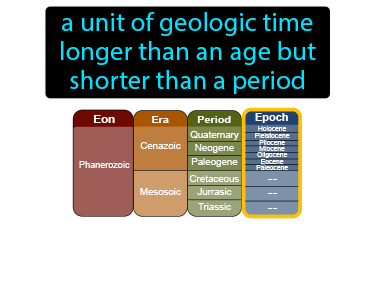 a unit of geologic time
longer than an age but
shorter than a period
Eon Era Period Epoch
Phanerozoic
Cenazoic
Mesosoic
Quaternary
Neogene
Paleogene
Cretaceous
Jurrasic
Triassic
Holocene
Pleistocene
Pliocene
Miocene
Oligocene
Eocene
Paleocene
--
--
--